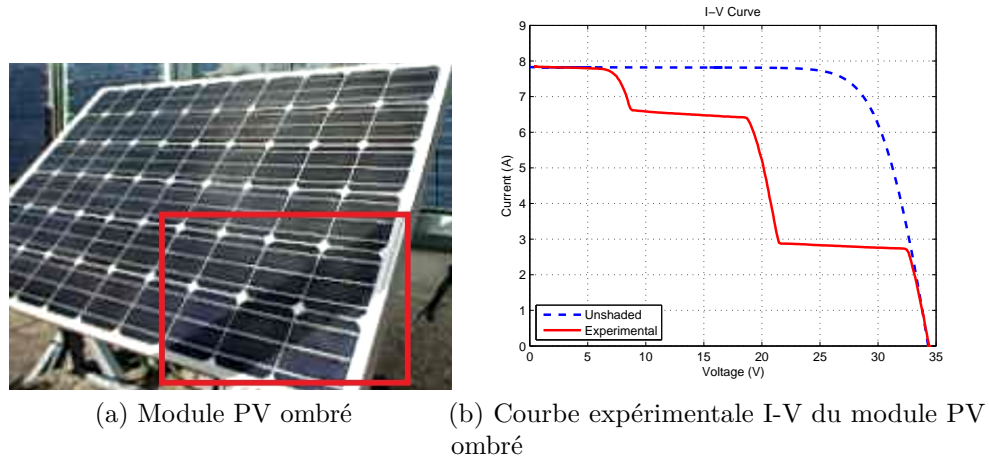 I-V Curve
9
8
7
6
5
4
3
2
1
0
Current (A)
Unshaded
Experimental
0 5 10 15 20 25 30 35
Voltage (V)
(a) Module PV ombré
(b) Courbe expérimentale I-V du module PV
ombré